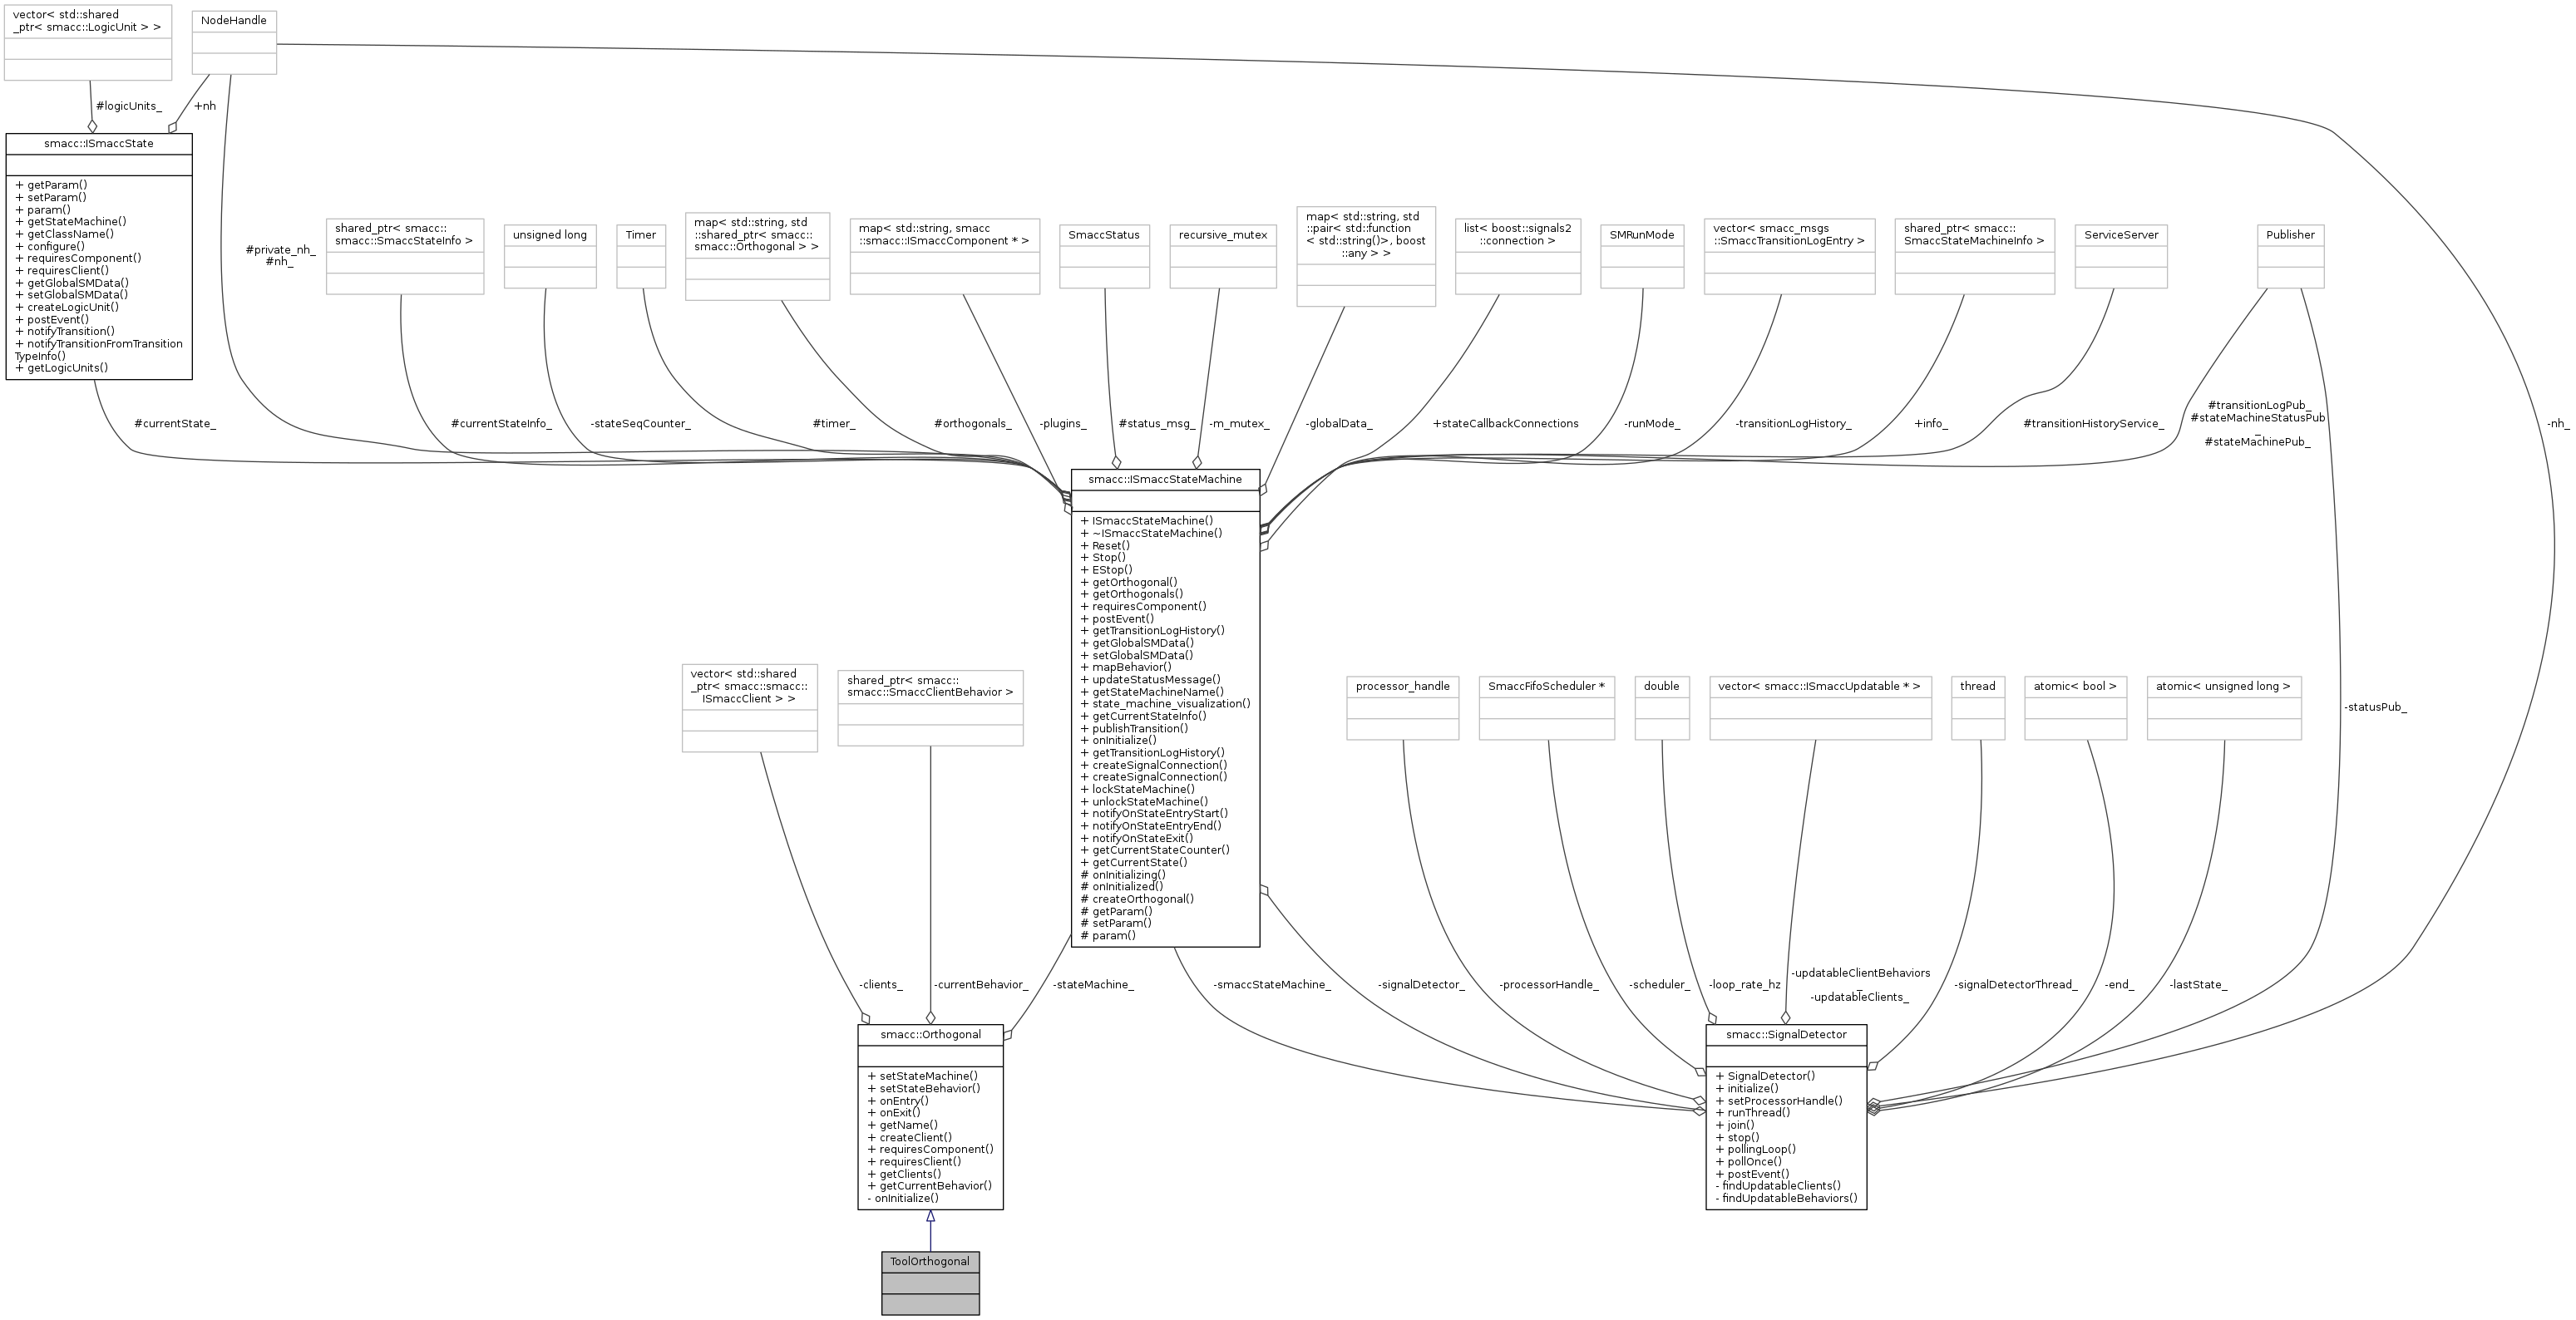 vector< std::shared
_ptr< smacc::LogicUnit > >
NodeHandle
#logicUnits_
+nh
smacc::ISmaccState
+ getParam()
+ setParam()
+ param()
+ getStateMachine()
+ getClassName()
+ configure()
+ requiresComponent()
+ requiresClient()
+ getGlobalSMData()
+ setGlobalSMData()
+ createLogicUnit()
+ postEvent()
+ notifyTransition()
+ notifyTransitionFromTransition
TypeInfo()
+ getLogicUnits()
#private_nh_
#nh_
shared_ptr< smacc::
smacc::SmaccStateInfo >
unsigned long
Timer
map< std::string, std
::shared_ptr< smacc::
smacc::Orthogonal > >
map< std::string, smacc
::smacc::ISmaccComponent * >
SmaccStatus
recursive_mutex
map< std::string, std
::pair< std::function
< std::string()>, boost
::any > >
list< boost::signals2
::connection >
SMRunMode
vector< smacc_msgs
::SmaccTransitionLogEntry >
shared_ptr< smacc::
SmaccStateMachineInfo >
ServiceServer
Publisher
#currentState_
#currentStateInfo_
-stateSeqCounter_
#timer_
#orthogonals_
-plugins_
#status_msg_
-m_mutex_
-globalData_
+stateCallbackConnections
-runMode_
-transitionLogHistory_
+info_
#transitionHistoryService_
#transitionLogPub_
#stateMachineStatusPub
_
#stateMachinePub_
-nh_
smacc::ISmaccStateMachine
+ ISmaccStateMachine()
+ ~ISmaccStateMachine()
+ Reset()
+ Stop()
+ EStop()
+ getOrthogonal()
+ getOrthogonals()
+ requiresComponent()
+ postEvent()
+ getTransitionLogHistory()
+ getGlobalSMData()
+ setGlobalSMData()
+ mapBehavior()
+ updateStatusMessage()
+ getStateMachineName()
+ state_machine_visualization()
+ getCurrentStateInfo()
+ publishTransition()
+ onInitialize()
+ getTransitionLogHistory()
+ createSignalConnection()
+ createSignalConnection()
+ lockStateMachine()
+ unlockStateMachine()
+ notifyOnStateEntryStart()
+ notifyOnStateEntryEnd()
+ notifyOnStateExit()
+ getCurrentStateCounter()
+ getCurrentState()
# onInitializing()
# onInitialized()
# createOrthogonal()
# getParam()
# setParam()
# param()
vector< std::shared
_ptr< smacc::smacc::
ISmaccClient > >
shared_ptr< smacc::
smacc::SmaccClientBehavior >
processor_handle
SmaccFifoScheduler *
double
vector< smacc::ISmaccUpdatable * >
thread
atomic< bool >
atomic< unsigned long >
-statusPub_
-clients_
-currentBehavior_
-stateMachine_
-smaccStateMachine_
-signalDetector_
-processorHandle_
-scheduler_
-loop_rate_hz
-updatableClientBehaviors
_
-updatableClients_
-signalDetectorThread_
-end_
-lastState_
smacc::Orthogonal
+ setStateMachine()
+ setStateBehavior()
+ onEntry()
+ onExit()
+ getName()
+ createClient()
+ requiresComponent()
+ requiresClient()
+ getClients()
+ getCurrentBehavior()
- onInitialize()
smacc::SignalDetector
+ SignalDetector()
+ initialize()
+ setProcessorHandle()
+ runThread()
+ join()
+ stop()
+ pollingLoop()
+ pollOnce()
+ postEvent()
- findUpdatableClients()
- findUpdatableBehaviors()
ToolOrthogonal